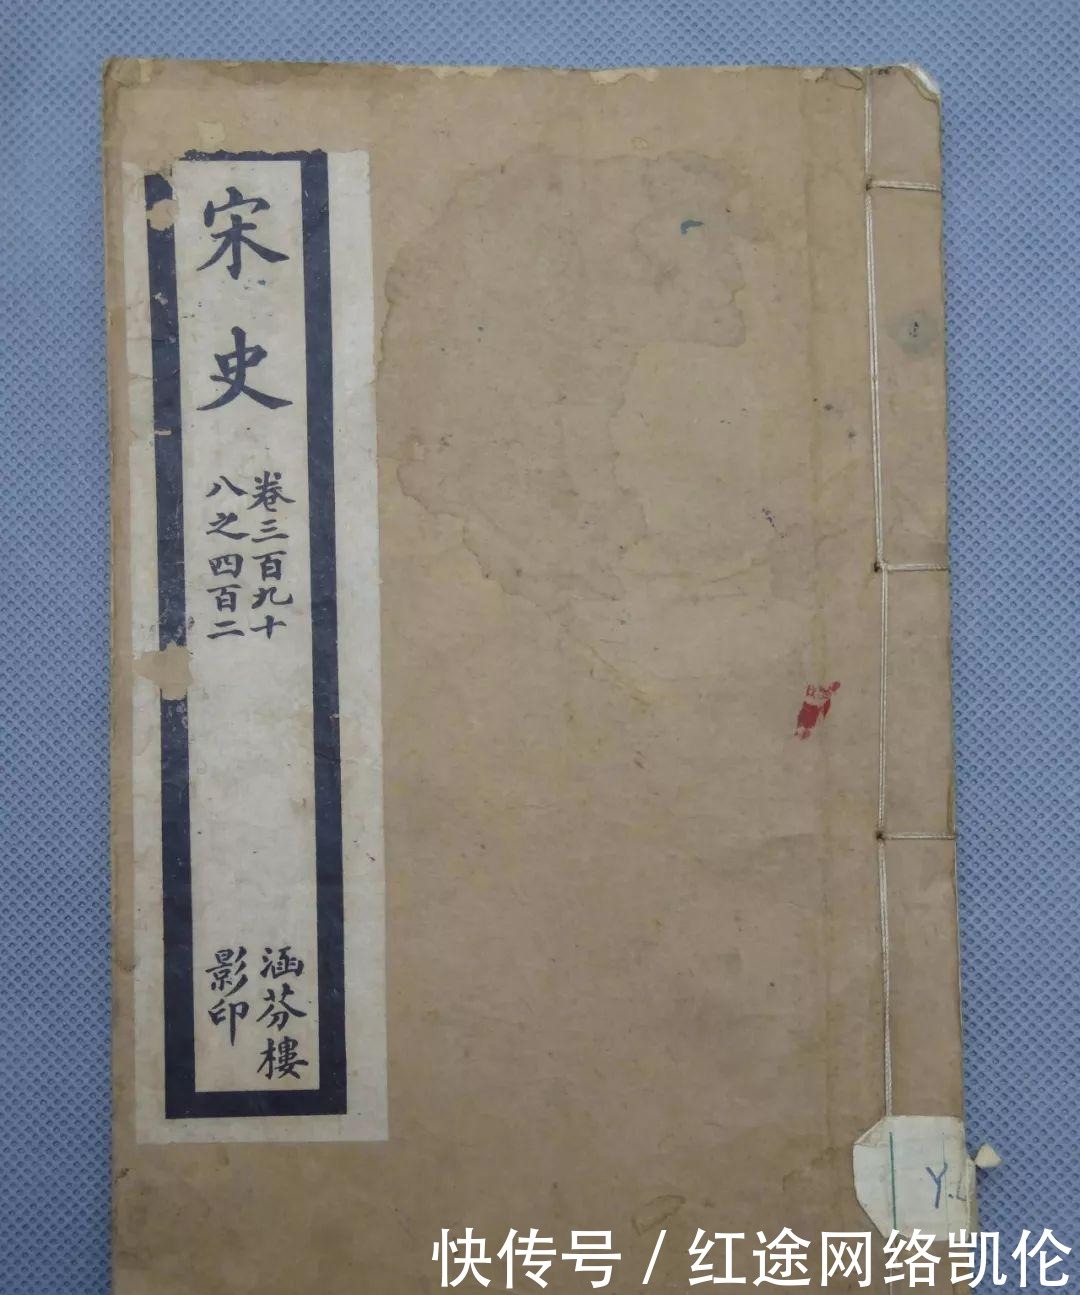 宋史
卷三百九十
八之四百二
涵芬樓
影印
Y.
快传号 / 红途网络凯伦